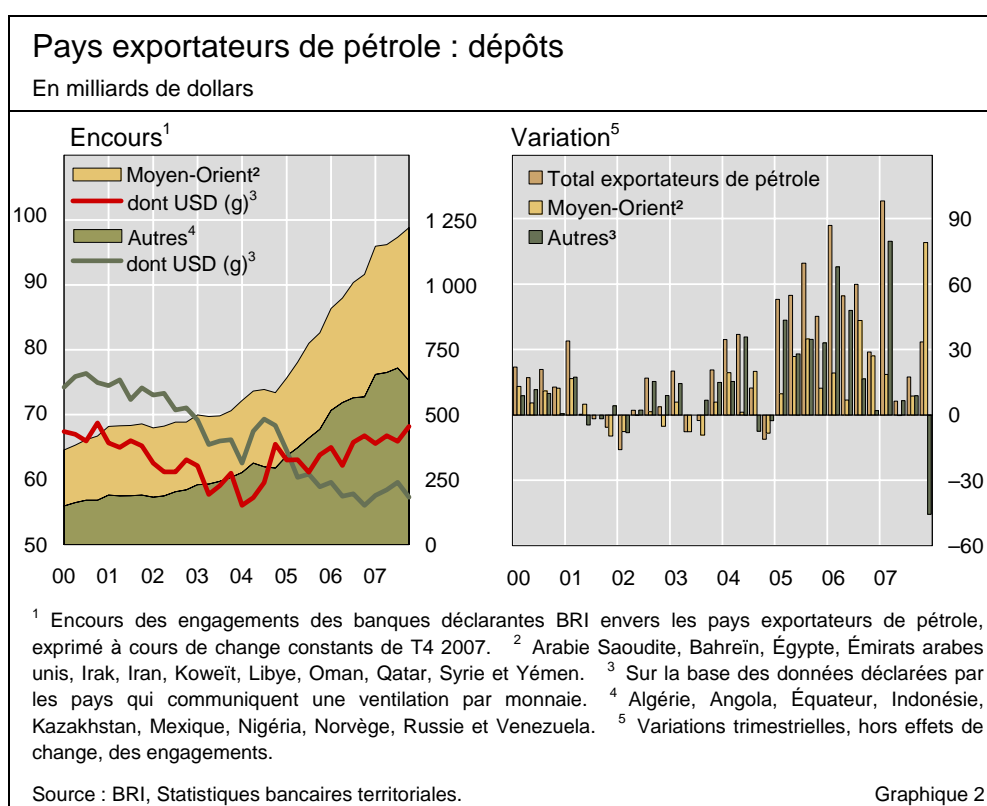 Pays exportateurs de pétrole : dépôts
En milliards de dollars
Encours¹
Moyen-Orient²
dont USD (g)³
Autres⁴
dont USD (g)³
100
90
80
70
60
50
1 250
1 000
750
500
250
0
00 01 02 03 04 05 06 07
Variation⁵
Total exportateurs de pétrole
Moyen-Orient²
Autres³
90
60
30
0
–30
–60
00 01 02 03 04 05 06 07
¹ Encours des engagements des banques déclarantes BRI envers les pays exportateurs de pétrole,
exprimé à cours de change constants de T4 2007. ² Arabie Saoudite, Bahreïn, Égypte, Émirats arabes
unis, Irak, Iran, Koweït, Libye, Oman, Qatar, Syrie et Yémen. ³ Sur la base des données déclarées par
les pays qui communiquent une ventilation par monnaie. ⁴ Algérie, Angola, Équateur, Indonésie,
Kazakhstan, Mexique, Nigéria, Norvège, Russie et Venezuela. ⁵ Variations trimestrielles, hors effets de
change, des engagements.
Source : BRI, Statistiques bancaires territoriales.
Graphique 2